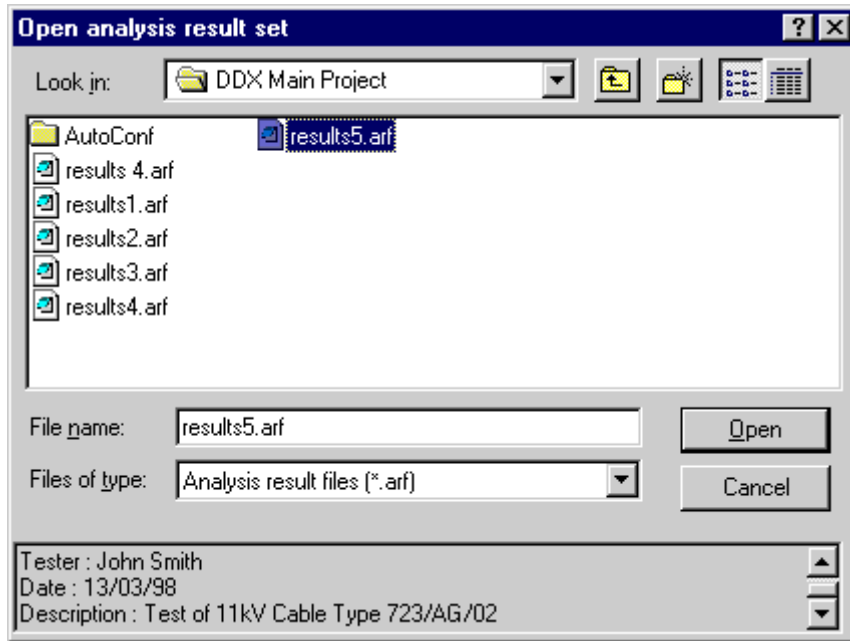 Open analysis result set
Look in:
DDX Main Project
AutoConf
results 4.arf
results1.arf
results2.arf
results3.arf
results4.arf
results5.arf
File name:
results5.arf
Open
Files of type:
Analysis result files (*.arf)
Cancel
Tester : John Smith
Date : 13/03/98
Description : Test of 11kV Cable Type 723/AG/02